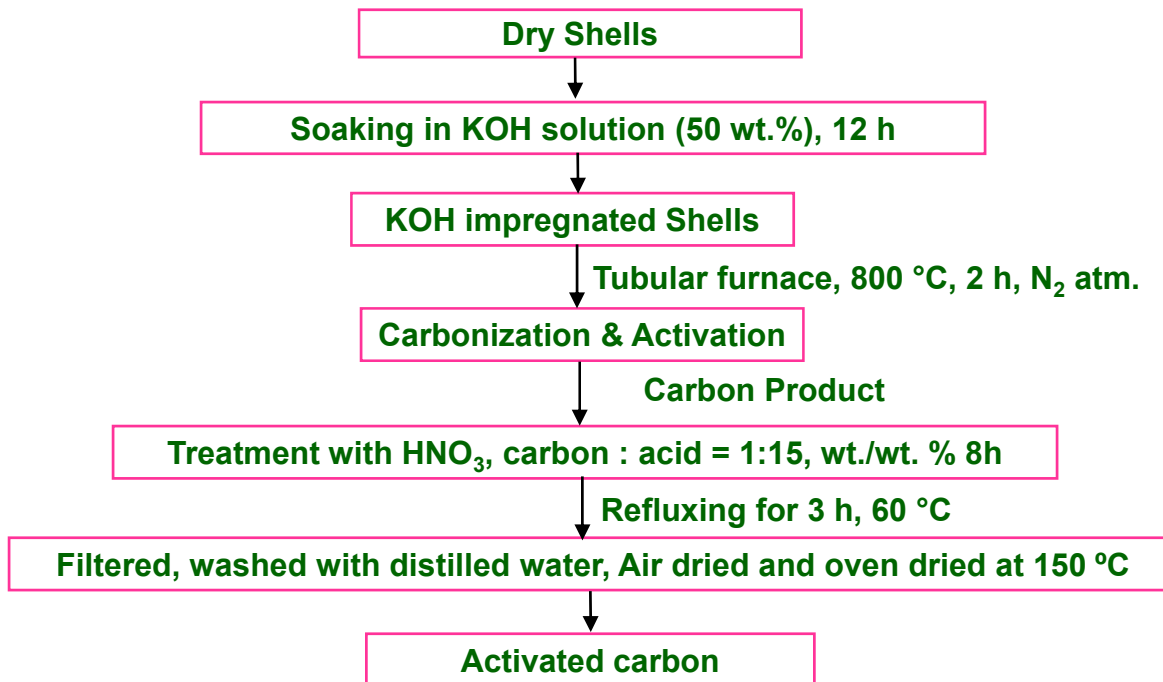 Dry Shells
Soaking in KOH solution (50 wt.%), 12 h
KOH impregnated Shells
Tubular furnace, 800 °C, 2 h, N₂ atm.
Carbonization & Activation
Carbon Product
Treatment with HNO₃, carbon : acid = 1:15, wt./wt. % 8h
Refluxing for 3 h, 60 °C
Filtered, washed with distilled water, Air dried and oven dried at 150 ºC
Activated carbon